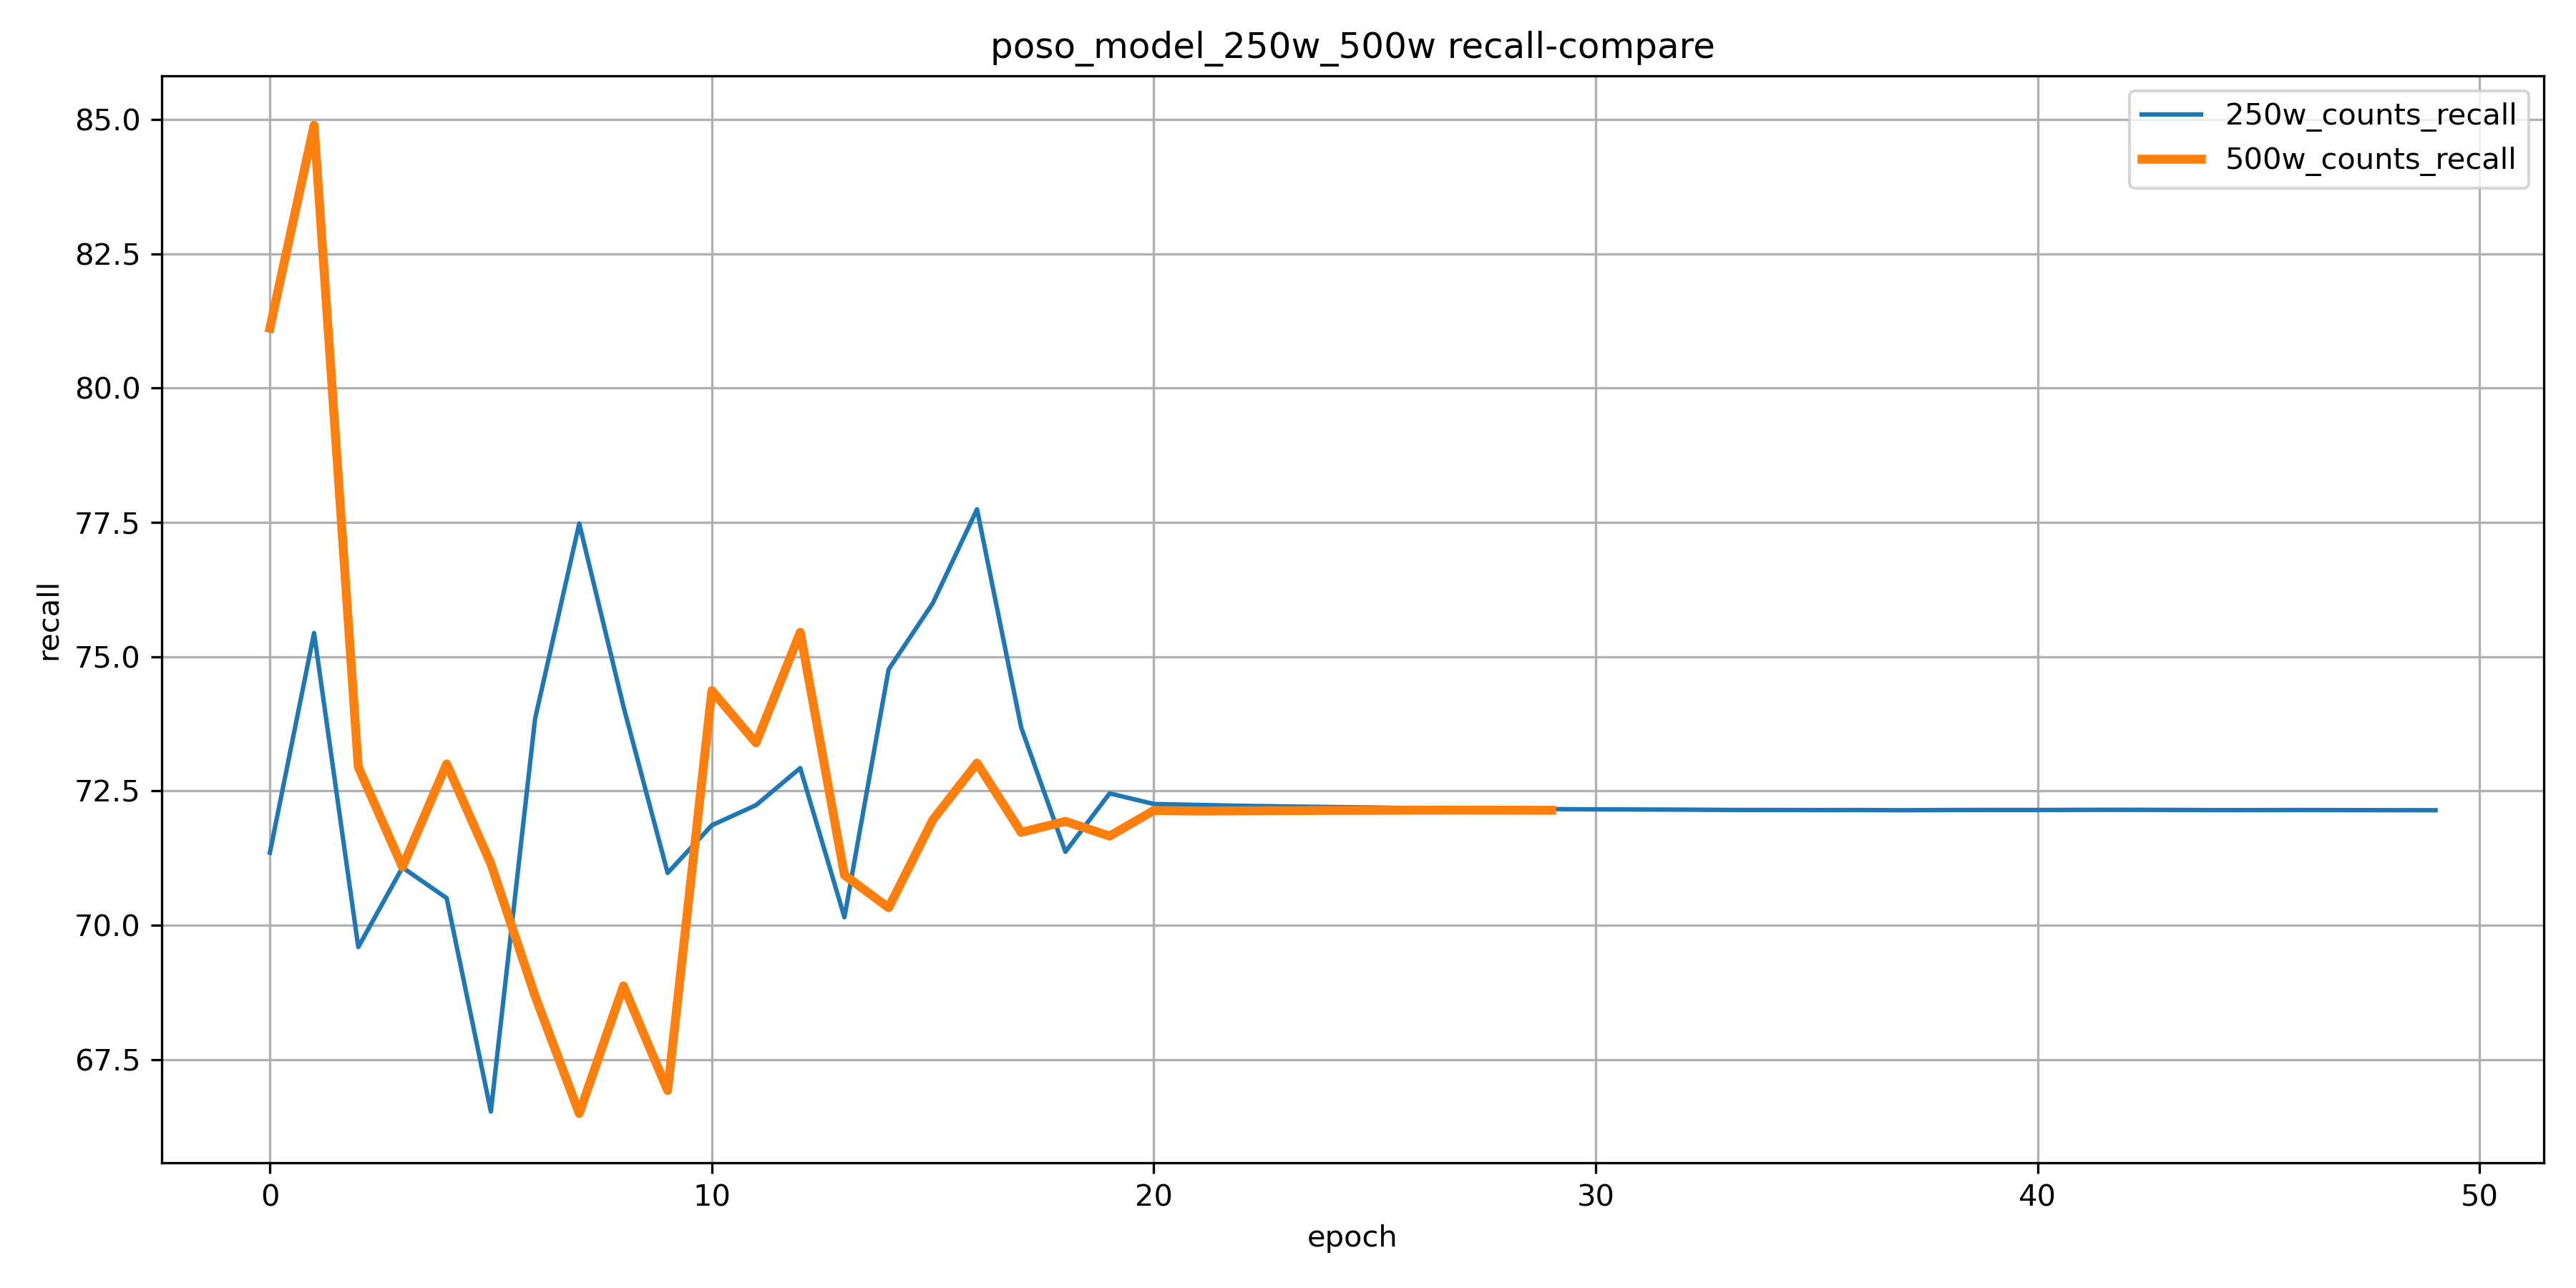 poso_model_250w_500w recall-compare
250w_counts_recall
500w_counts_recall
85.0
82.5
80.0
77.5
75.0
72.5
70.0
67.5
recall
0 10 20 30 40 50
epoch